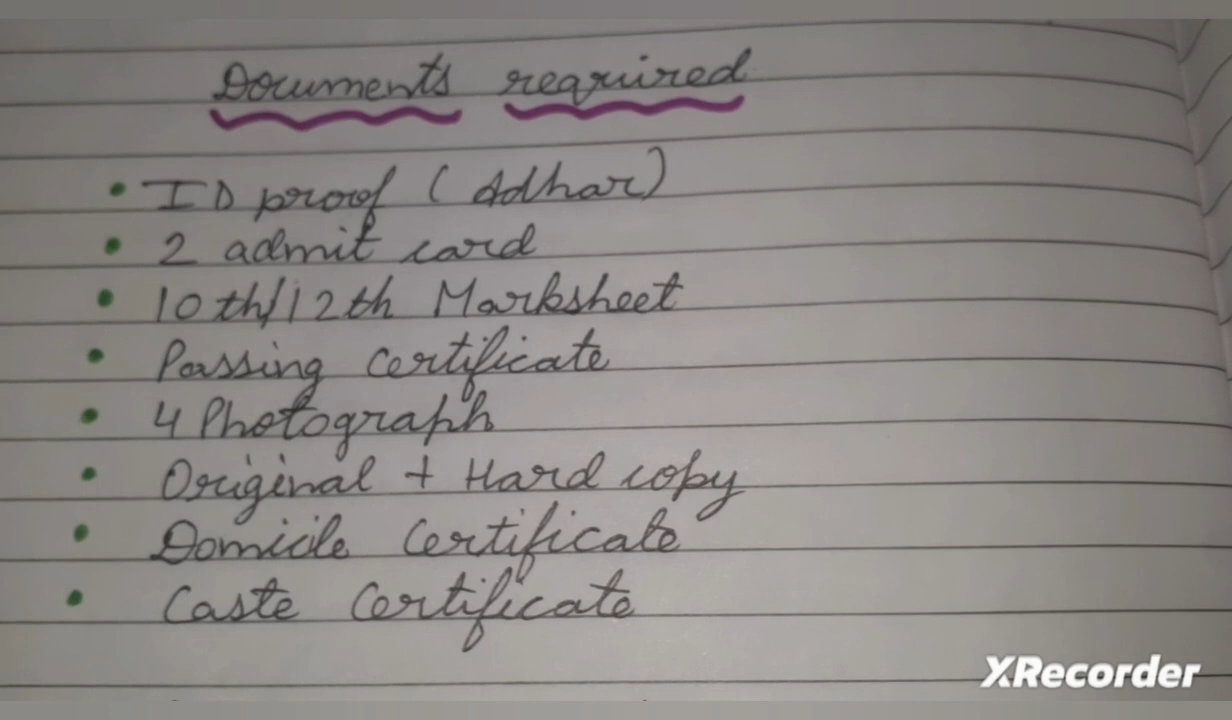 Documents required
• ID proof (Adhar)
• 2 admit card
• 10th/12th Marksheet
• Passing Certificate
• 4 Photograph
• Original + Hard copy
• Domicile Certificate
• Caste Certificate
XRecorder